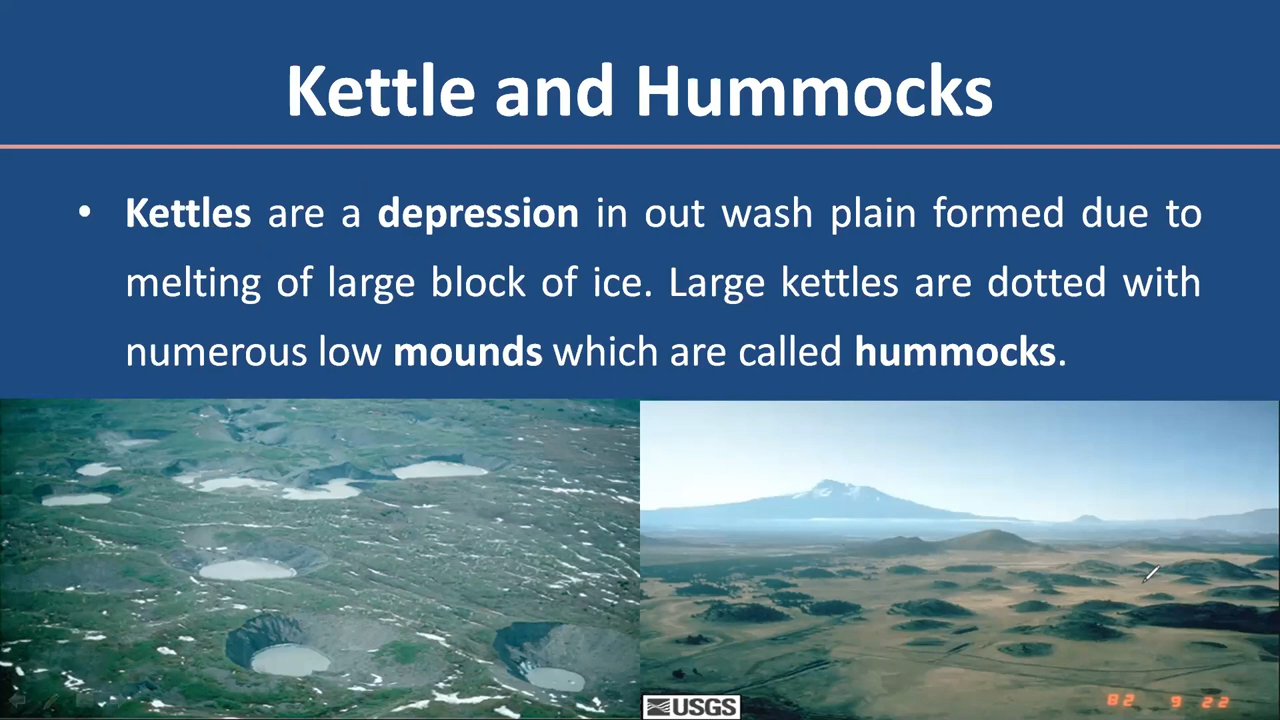 Kettle and Hummocks
• Kettles are a depression in out wash plain formed due to
melting of large block of ice. Large kettles are dotted with
numerous low mounds which are called hummocks.
USGS
82 9 22